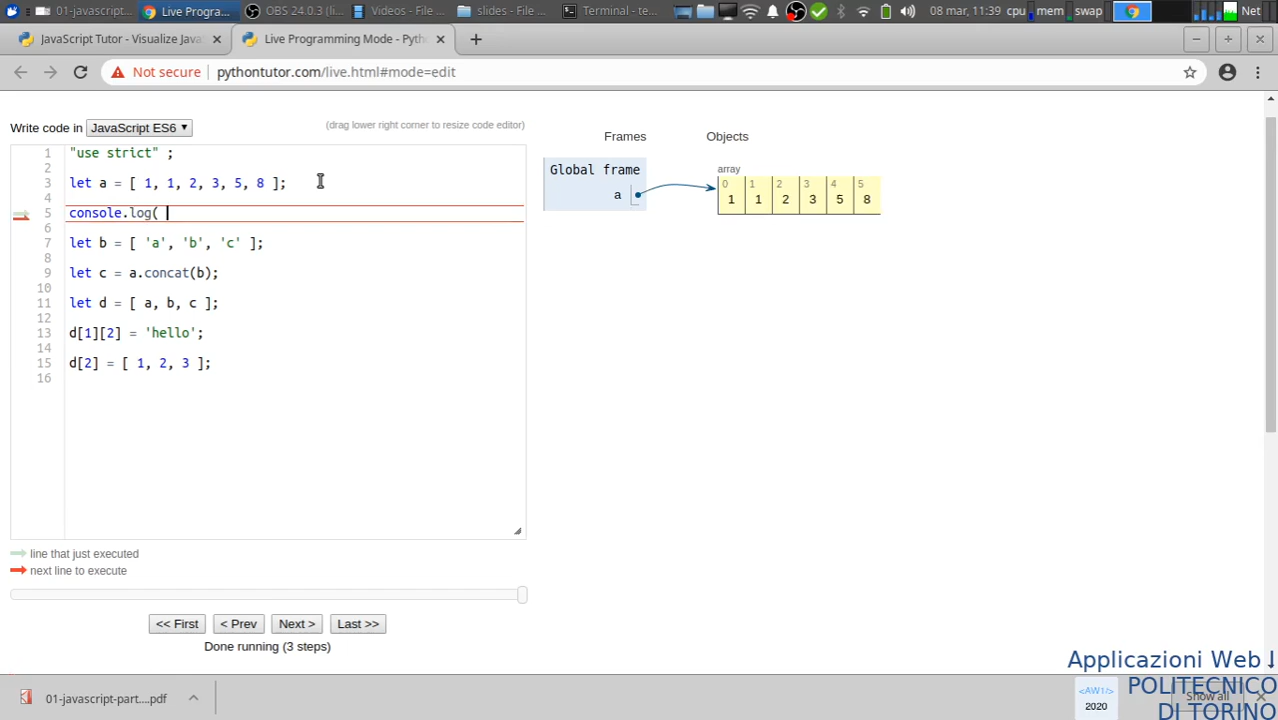 01-javascript...
Live Progra...
OBS 24.0.3 (li...
Videos - File ...
slides - File ...
Terminal - te...
08 mar, 11:39
cpu
mem
swap
Net
JavaScript Tutor - Visualize Java
Live Programming Mode - Pyth
Not secure
pythontutor.com/live.html#mode=edit
Write code in
JavaScript ES6
(drag lower right corner to resize code editor)
1 "use strict" ;
2
3 let a = [ 1, 1, 2, 3, 5, 8 ];
4
5 console.log(
6
7 let b = [ 'a', 'b', 'c' ];
8
9 let c = a.concat(b);
10
11 let d = [ a, b, c ];
12
13 d[1][2] = 'hello';
14
15 d[2] = [ 1, 2, 3 ];
16
line that just executed
next line to execute
<< First
< Prev
Next >
Last >>
Done running (3 steps)
Frames
Objects
Global frame
a
array
0 1 2 3 4 5
1 1 2 3 5 8
01-javascript-part....pdf
Show all
Applicazioni Web I
POLITECNICO
DI TORINO
<AW1/>
2020